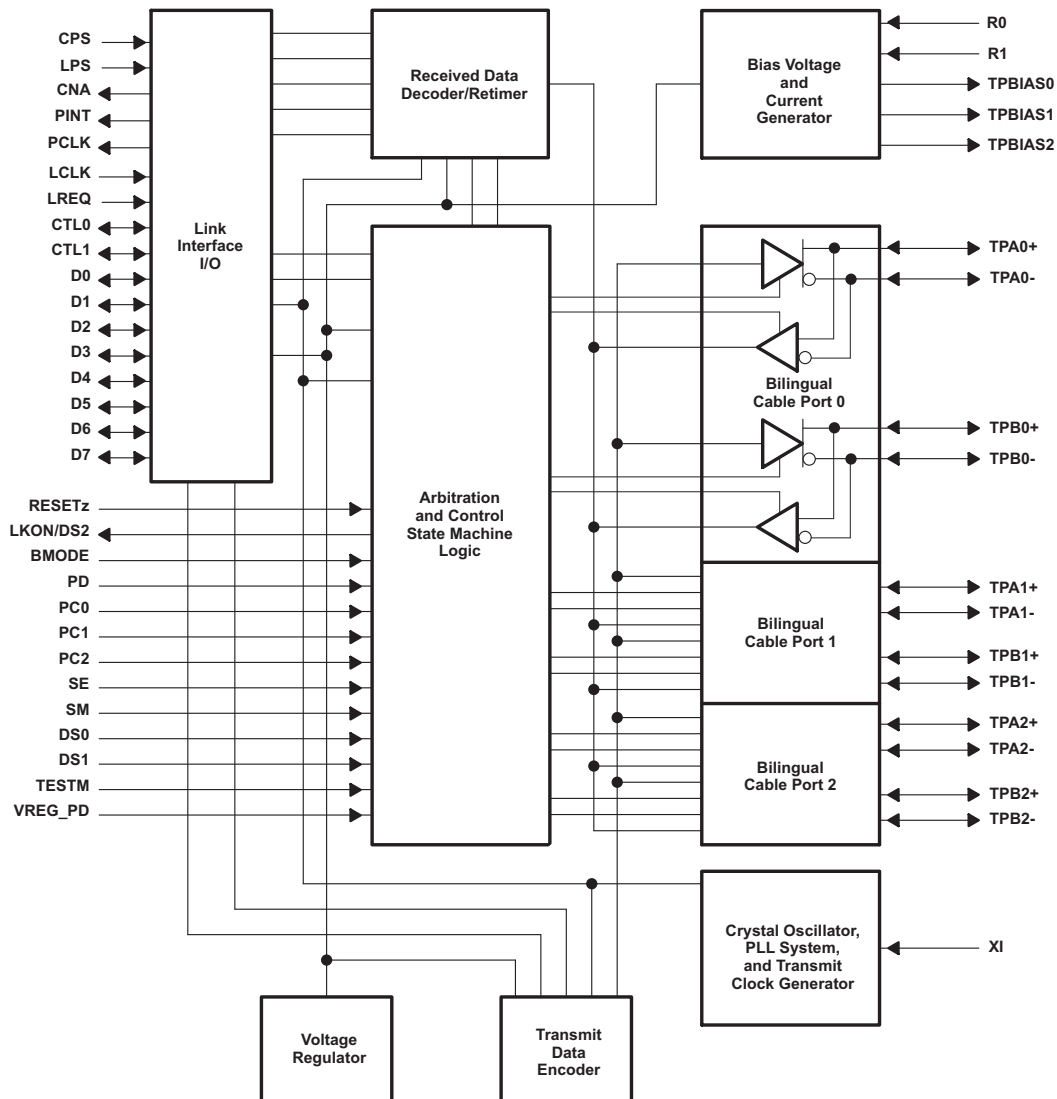 CPS
LPS
CNA
PINT
PCLK
LCLK
LREQ
CTL0
CTL1
D0
D1
D2
D3
D4
D5
D6
D7
RESETz
LKON/DS2
BMODE
PD
PC0
PC1
PC2
SE
SM
DS0
DS1
TESTM
VREG_PD
Link
Interface
I/O
Received Data
Decoder/Retimer
Arbitration
and Control
State Machine
Logic
Bias Voltage
and
Current
Generator
R0
R1
TPBIAS0
TPBIAS1
TPBIAS2
Bilingual
Cable Port 0
TPA0+
TPA0-
TPB0+
TPB0-
Bilingual
Cable Port 1
TPA1+
TPA1-
TPB1+
TPB1-
Bilingual
Cable Port 2
TPA2+
TPA2-
TPB2+
TPB2-
Crystal Oscillator,
PLL System,
and Transmit
Clock Generator
XI
Voltage
Regulator
Transmit
Data
Encoder